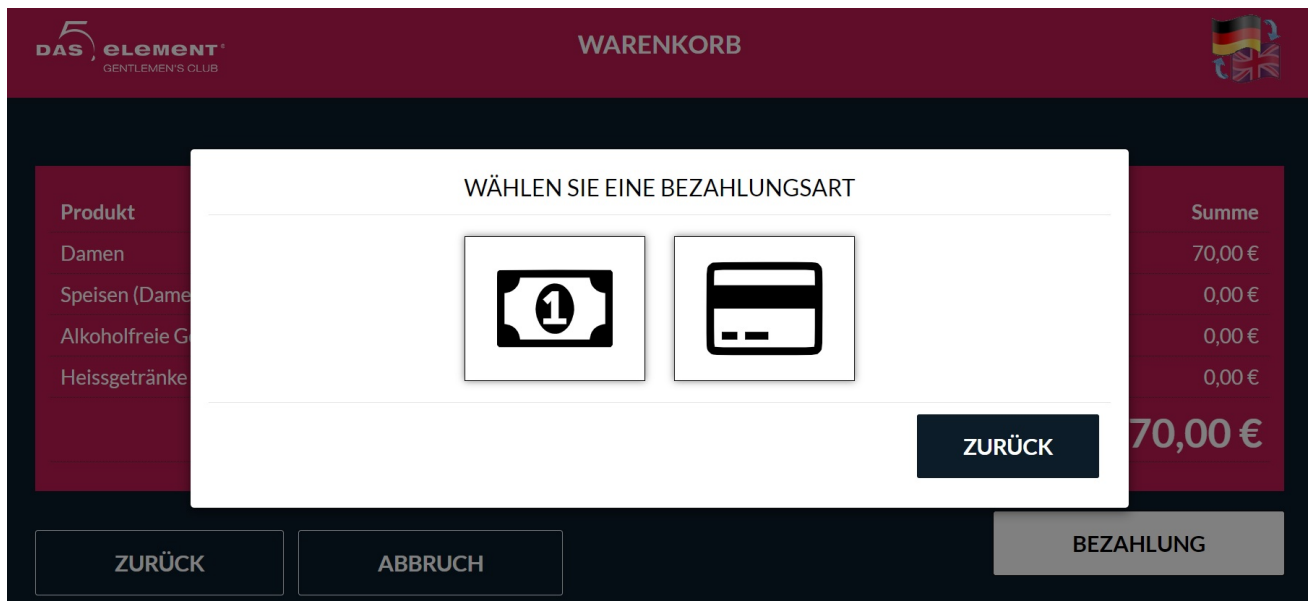 DAS 5 element
GENTLEMEN'S CLUB
WARENKORB
WÄHLEN SIE EINE BEZAHLUNGSART
Produkt Summe
Damen 70,00 €
Speisen (Dame 0,00 €
Alkoholfreie G 0,00 €
Heissgetränke 0,00 €
1
70,00 €
ZURÜCK
ZURÜCK ABBRUCH BEZAHLUNG